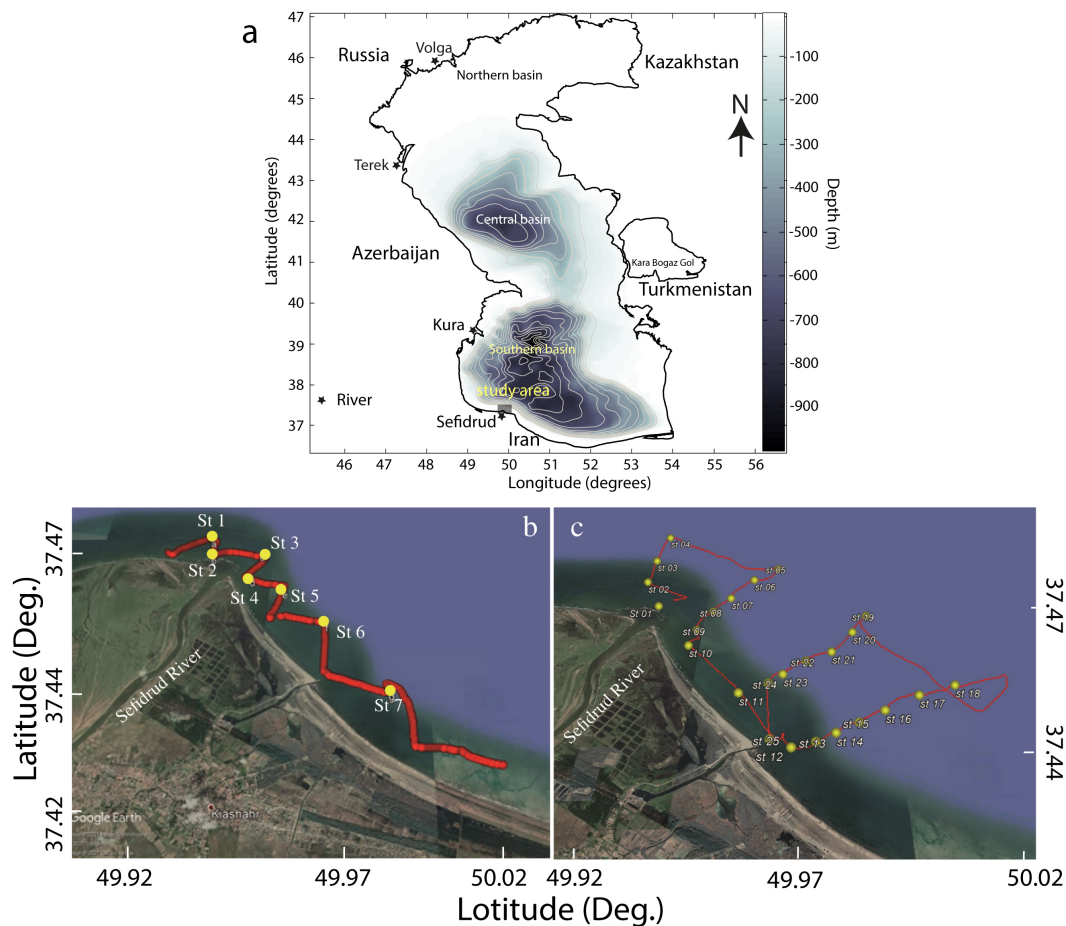 a
47
46
45
44
43
42
41
40
39
38
37
Latitude (degrees)
Russia
Volga
Northern basin
Kazakhstan
N
Terek
Central basin
Azerbaijan
Kara Bogaz Gol
Turkmenistan
Kura
Southern basin
study area
River
Sefidrud
Iran
46 47 48 49 50 51 52 53 54 55 56
Longitude (degrees)
-100
-200
-300
-400
-500
-600
-700
-800
-900
Depth (m)
b
St 1
St 2
St 3
St 4
St 5
St 6
St 7
Sefidrud River
Kiashahr
Google Earth
37.47
37.44
37.42
Latitude (Deg.)
49.92 49.97 50.02
c
st 04
st 03
st 05
st 02
st 06
st 07
St 01
st 08
st 09
st 10
st 19
st 20
st 21
st 22
st 23
st 24
st 11
st 18
st 17
st 16
st 15
st 14
st 13
st 25
st 12
Sefidrud River
37.47
37.44
49.92 49.97 50.02
Lotitude (Deg.)